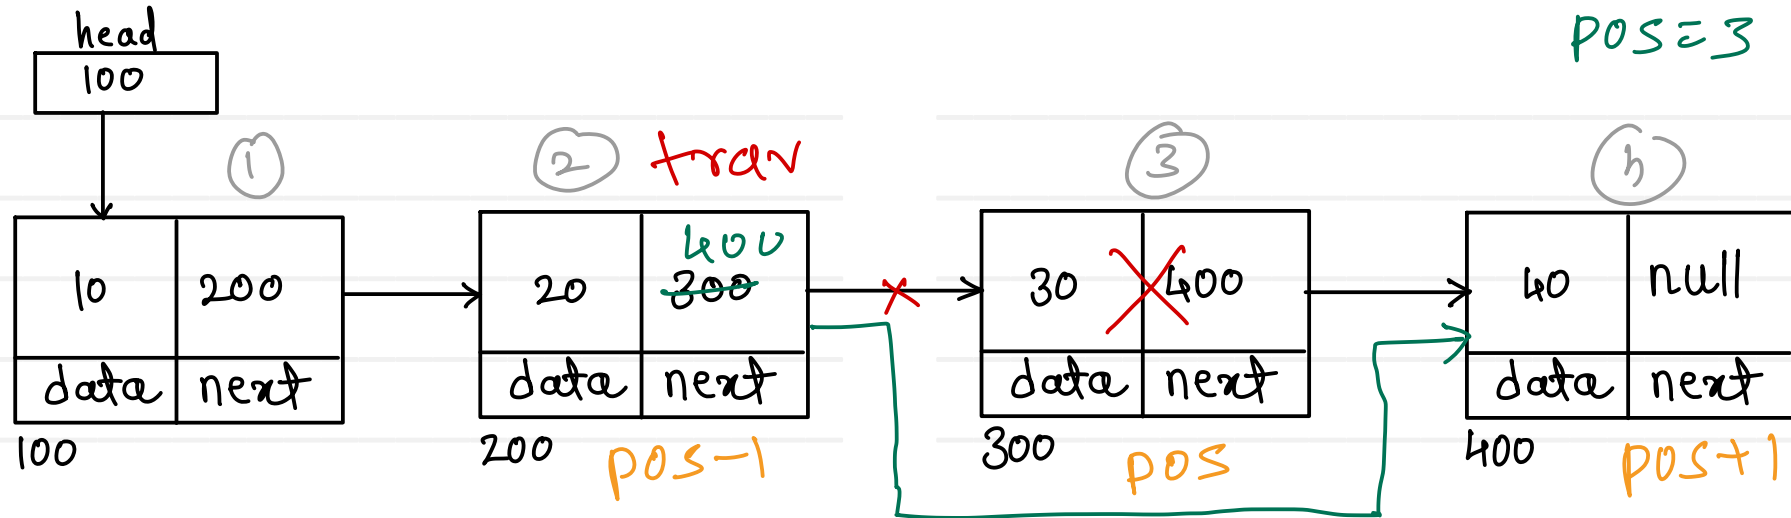 head
pos=3
100
1
2
trav
3
4
10 200
20 400
300
30 400
40 null
data next
data next
data next
data next
100
200
pos-1
300
pos
400
pos+1